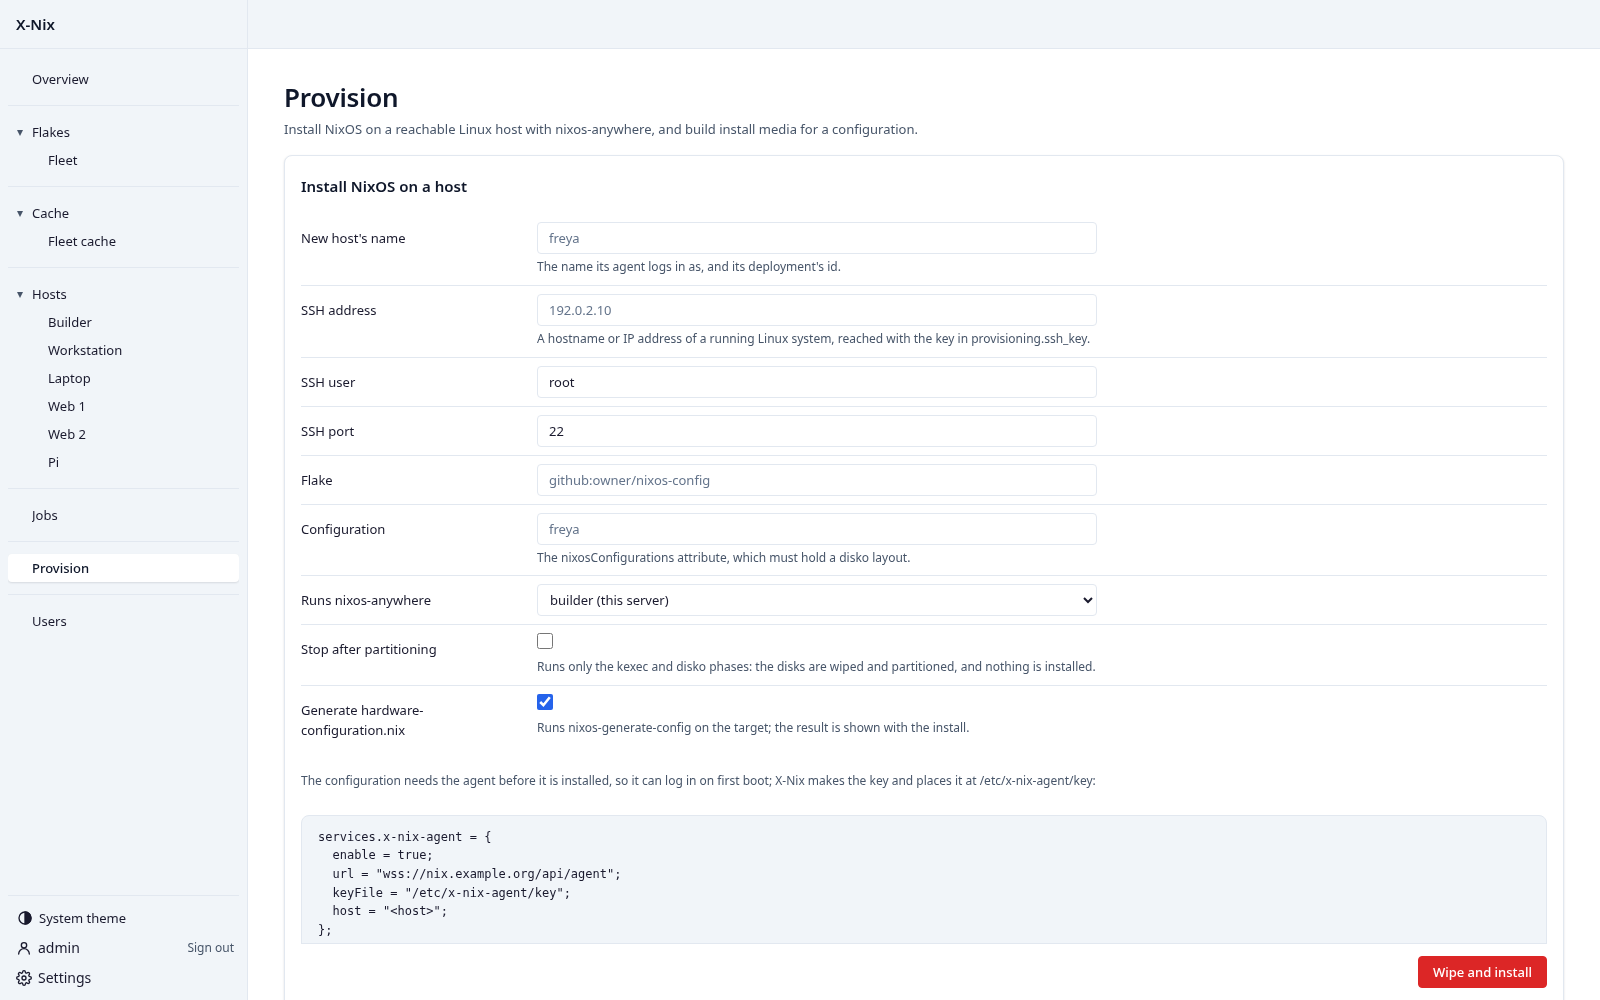 X-Nix
Overview
▼ Flakes
Fleet
▼ Cache
Fleet cache
▼ Hosts
Builder
Workstation
Laptop
Web 1
Web 2
Pi
Jobs
Provision
Users
System theme
admin Sign out
Settings
Provision
Install NixOS on a reachable Linux host with nixos-anywhere, and build install media for a configuration.
Install NixOS on a host
New host's name freya
The name its agent logs in as, and its deployment's id.
SSH address 192.0.2.10
A hostname or IP address of a running Linux system, reached with the key in provisioning.ssh_key.
SSH user root
SSH port 22
Flake github:owner/nixos-config
Configuration freya
The nixosConfigurations attribute, which must hold a disko layout.
Runs nixos-anywhere builder (this server)
Stop after partitioning
Runs only the kexec and disko phases: the disks are wiped and partitioned, and nothing is installed.
Generate hardware-
configuration.nix
Runs nixos-generate-config on the target; the result is shown with the install.
The configuration needs the agent before it is installed, so it can log in on first boot; X-Nix makes the key and places it at /etc/x-nix-agent/key:
services.x-nix-agent = {
  enable = true;
  url = "wss://nix.example.org/api/agent";
  keyFile = "/etc/x-nix-agent/key";
  host = "<host>";
};
Wipe and install